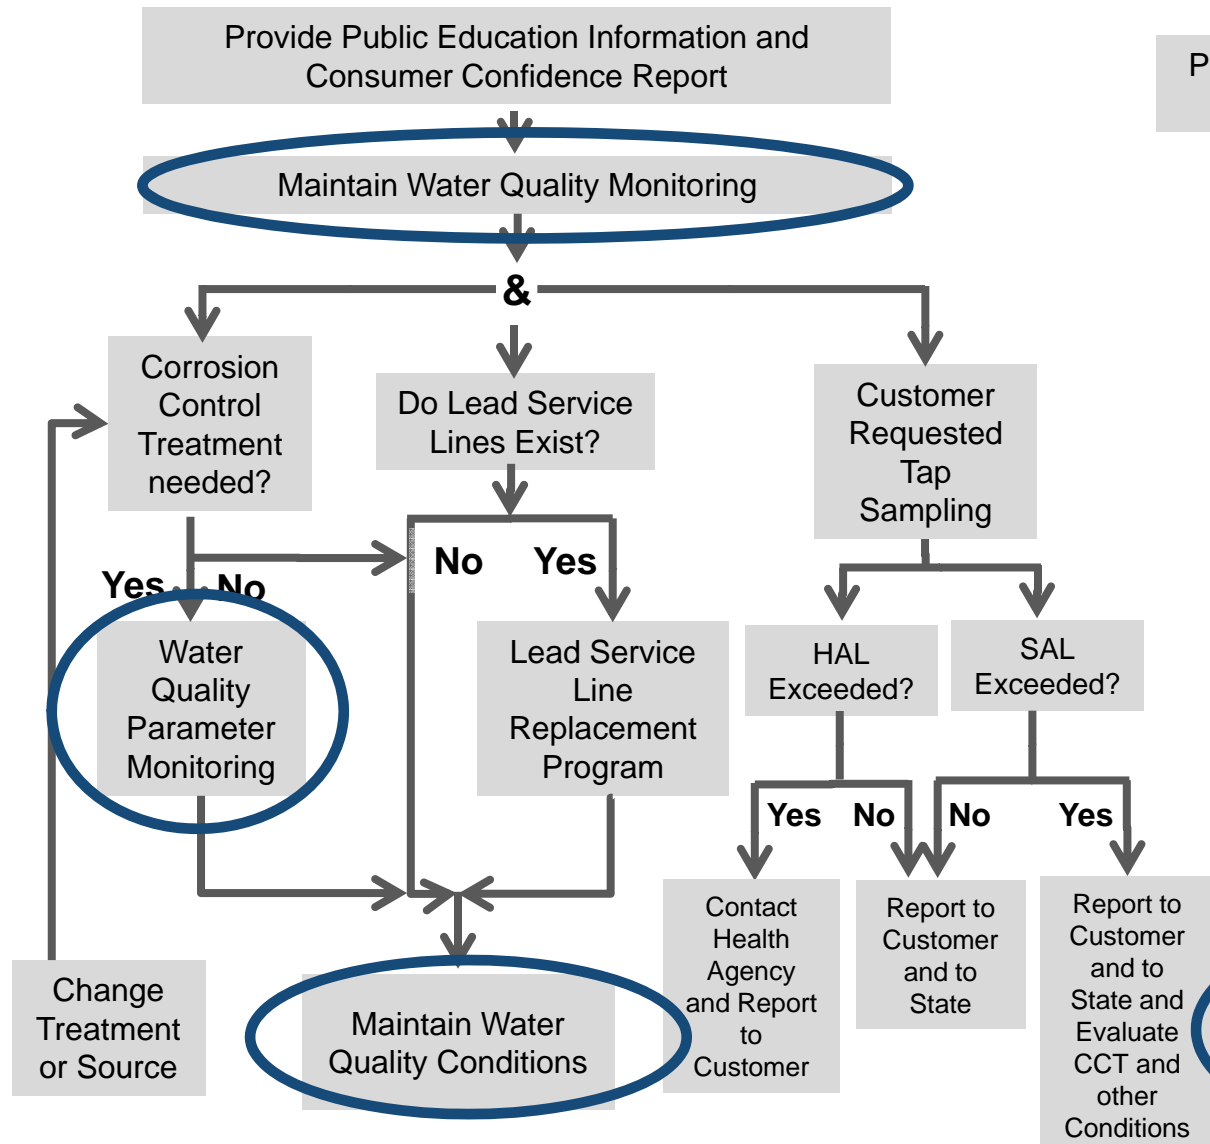 Provide Public Education Information and
Consumer Confidence Report
P
Maintain Water Quality Monitoring
&
Corrosion
Control
Treatment
needed?
Do Lead Service
Lines Exist?
Customer
Requested
Tap
Sampling
Yes
No
No
Yes
Water
Quality
Parameter
Monitoring
Lead Service
Line
Replacement
Program
HAL
Exceeded?
SAL
Exceeded?
Yes
No
No
Yes
Change
Treatment
or Source
Maintain Water
Quality Conditions
Contact
Health
Agency
and Report
to
Customer
Report to
Customer
and to
State
Report to
Customer
and to
State and
Evaluate
CCT and
other
Conditions